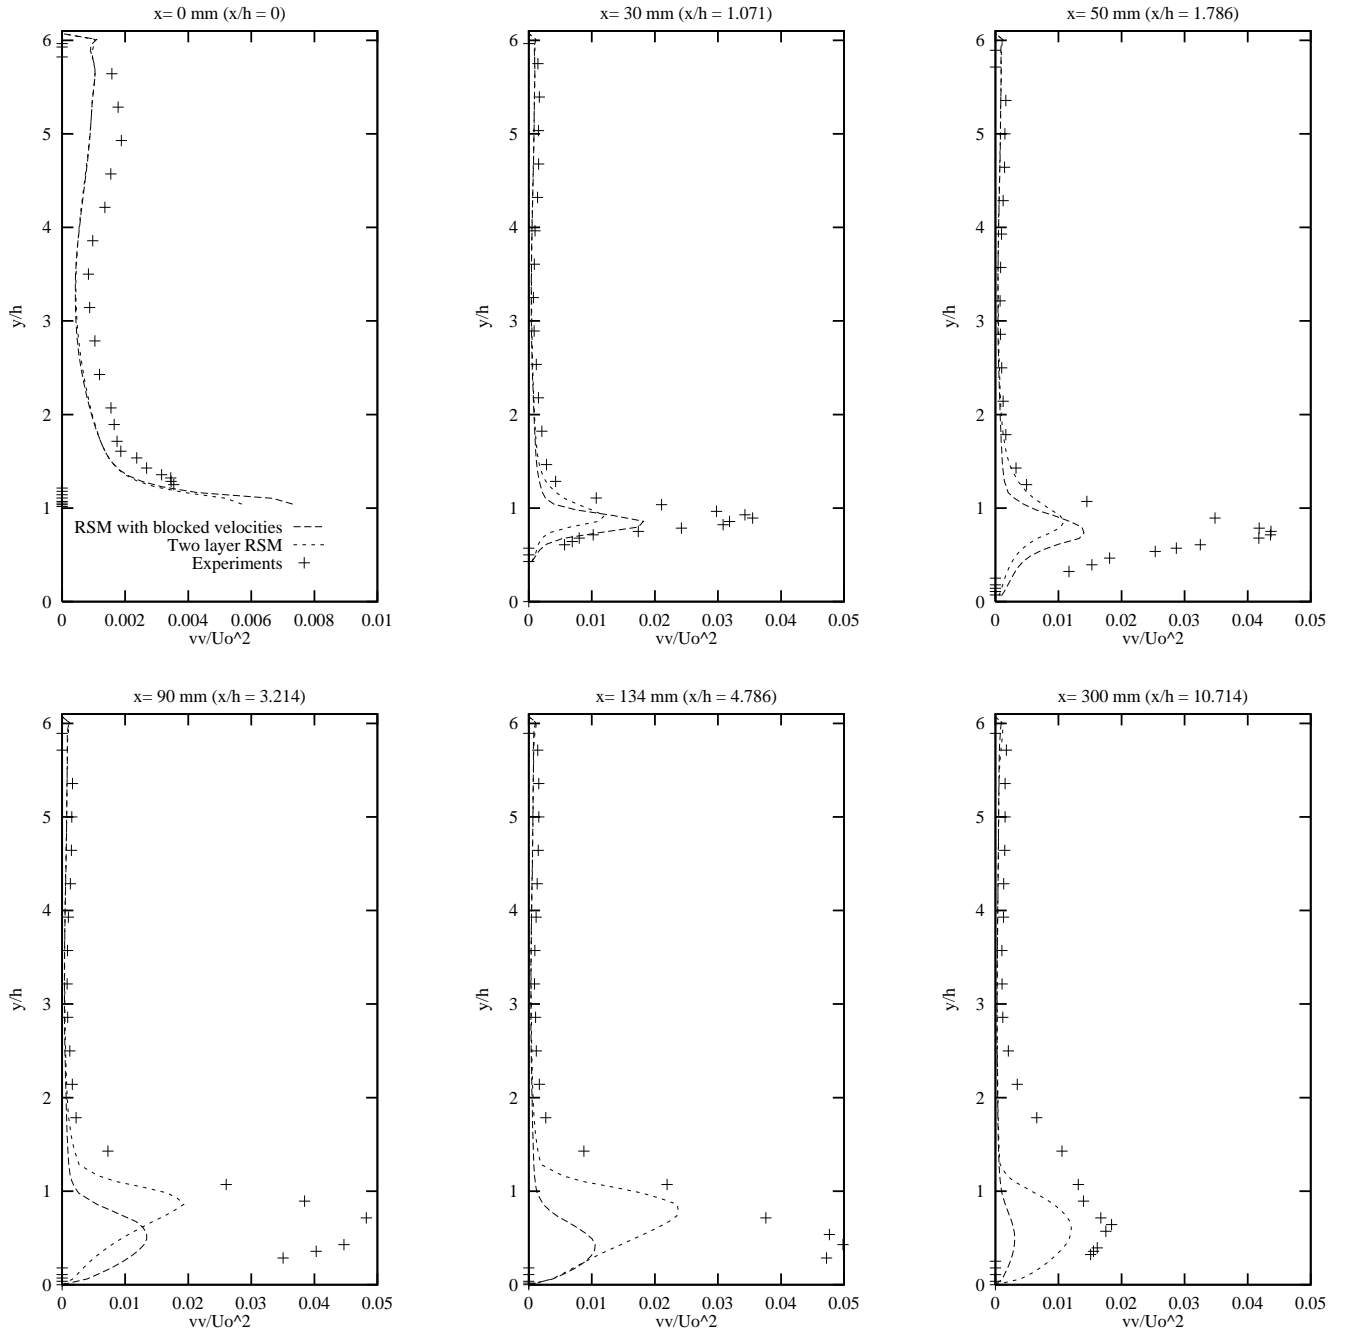 x= 0 mm (x/h = 0)
6
5
4
3
2
1
0
y/h
RSM with blocked velocities
Two layer RSM
Experiments
0 0.002 0.004 0.006 0.008 0.01
vv/Uo^2
x= 30 mm (x/h = 1.071)
6
5
4
3
2
1
0
y/h
0 0.01 0.02 0.03 0.04 0.05
vv/Uo^2
x= 50 mm (x/h = 1.786)
6
5
4
3
2
1
0
y/h
0 0.01 0.02 0.03 0.04 0.05
vv/Uo^2
x= 90 mm (x/h = 3.214)
6
5
4
3
2
1
0
y/h
0 0.01 0.02 0.03 0.04 0.05
vv/Uo^2
x= 134 mm (x/h = 4.786)
6
5
4
3
2
1
0
y/h
0 0.01 0.02 0.03 0.04 0.05
vv/Uo^2
x= 300 mm (x/h = 10.714)
6
5
4
3
2
1
0
y/h
0 0.01 0.02 0.03 0.04 0.05
vv/Uo^2